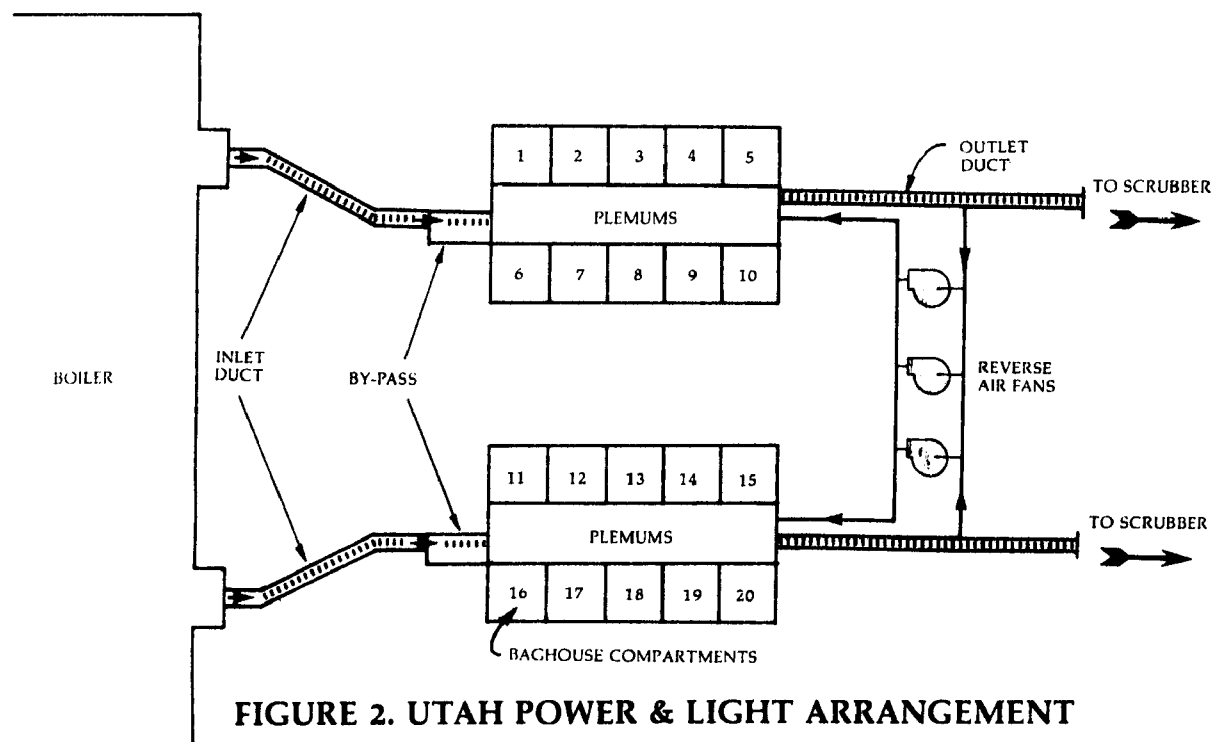 1 2 3 4 5
OUTLET
DUCT
TO SCRUBBER
PLEMUMS
6 7 8 9 10
INLET
DUCT
BOILER
BY-PASS
REVERSE
AIR FANS
11 12 13 14 15
TO SCRUBBER
PLEMUMS
16 17 18 19 20
BAGHOUSE COMPARTMENTS
FIGURE 2. UTAH POWER & LIGHT ARRANGEMENT